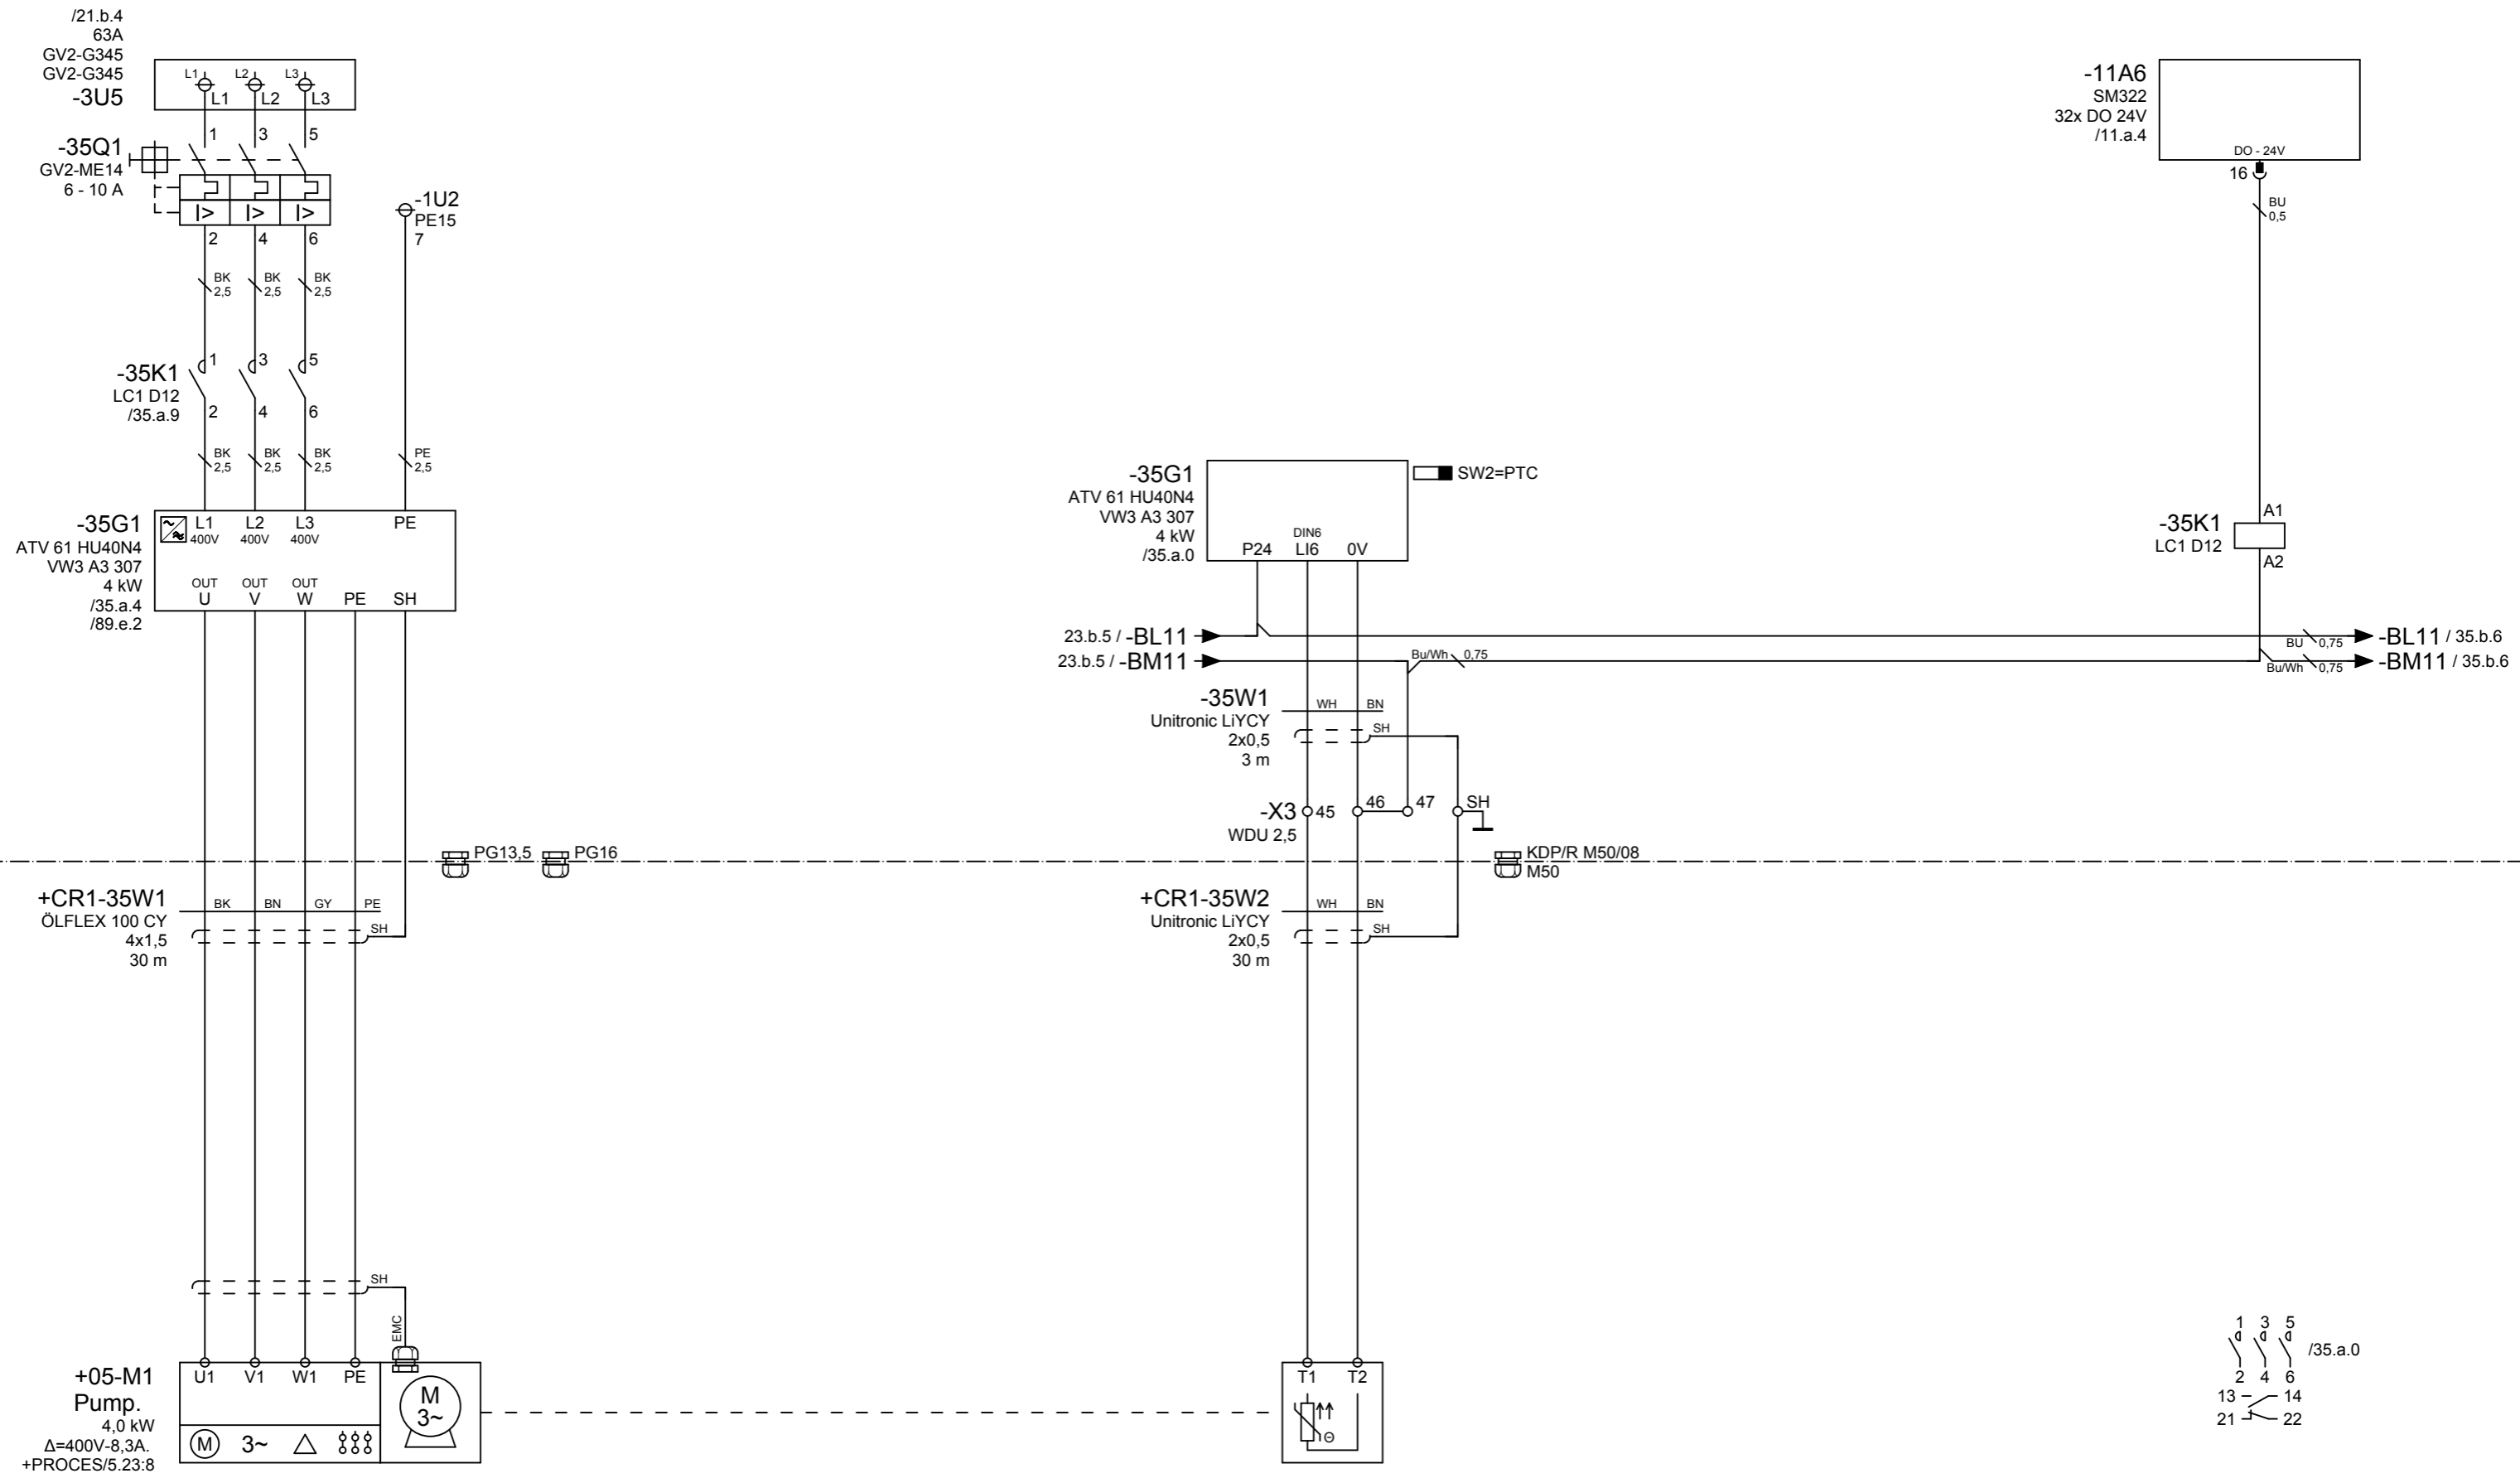 /21.b.4
63A
GV2-G345
GV2-G345
-3U5
L1 L2 L3
L1 L2 L3
1 3 5
-35Q1
GV2-ME14
6 - 10 A
I> I> I>
2 4 6
-1U2
PE15
7
BK BK BK
2,5 2,5 2,5
1 3 5
-35K1
LC1 D12
/35.a.9
2 4 6
BK BK BK PE
2,5 2,5 2,5 2,5
-35G1
ATV 61 HU40N4
VW3 A3 307
4 kW
/35.a.4
/89.e.2
L1 L2 L3 PE
400V 400V 400V
OUT OUT OUT
U V W PE SH
PG13,5 PG16
+CR1-35W1
ÖLFLEX 100 CY
4x1,5
30 m
BK BN GY PE
SH
SH
EMC
+05-M1
Pump.
4,0 kW
Δ=400V-8,3A.
+PROCES/5.23:8
U1 V1 W1 PE
M
3~
M 3~
-35G1
ATV 61 HU40N4
VW3 A3 307
4 kW
/35.a.0
SW2=PTC
DIN6
P24 LI6 0V
23.b.5 / -BL11
23.b.5 / -BM11
Bu/Wh 0,75
-35W1
Unitronic LiYCY
2x0,5
3 m
WH BN
SH
-X3
WDU 2,5
45 46 47 SH
KDP/R M50/08
M50
+CR1-35W2
Unitronic LiYCY
2x0,5
30 m
WH BN
SH
T1 T2
Θ
-11A6
SM322
32x DO 24V
/11.a.4
DO - 24V
16
BU
0,5
-35K1
LC1 D12
A1
A2
BU 0,75
-BL11 / 35.b.6
Bu/Wh 0,75
-BM11 / 35.b.6
1 3 5
/35.a.0
2 4 6
13 14
21 22